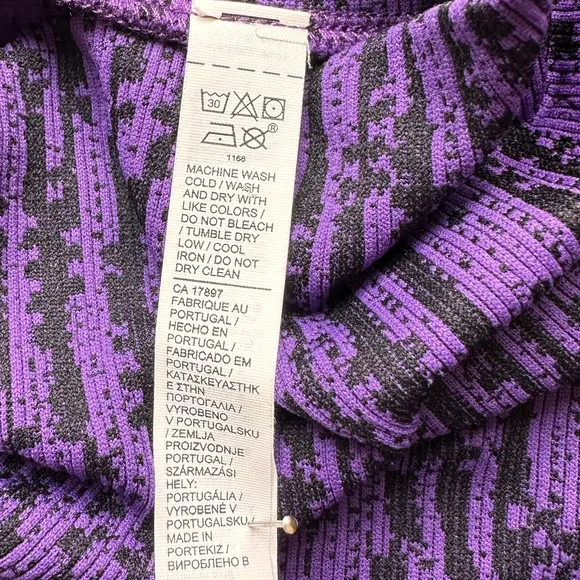 30
®
1168
MACHINE WASH
COLD / WASH
AND DRY WITH
LIKE COLORS /
DO NOT BLEACH
/ TUMBLE DRY
LOW / COOL
IRON / DO NOT
DRY CLEAN
CA 17897
FABRIQUE AU
PORTUGAL /
HECHO EN
PORTUGAL /
FABRICADO EM
PORTUGAL /
ΚΑΤΑΣΚΕΥΑΣΤΗΚ
Ε ΣΤΗΝ
ΠΟΡΤΟΓΑΛΙΑ /
VYROBENO
V PORTUGALSKU
/ ZEMLJA
PROIZVODNJE
PORTUGAL /
SZÁRMAZÁSI
HELY:
PORTUGÁLIA /
VYROBENÉ V
PORTUGALSKU /
MADE IN
PORTEKIZ /
ВИРОБЛЕНО В